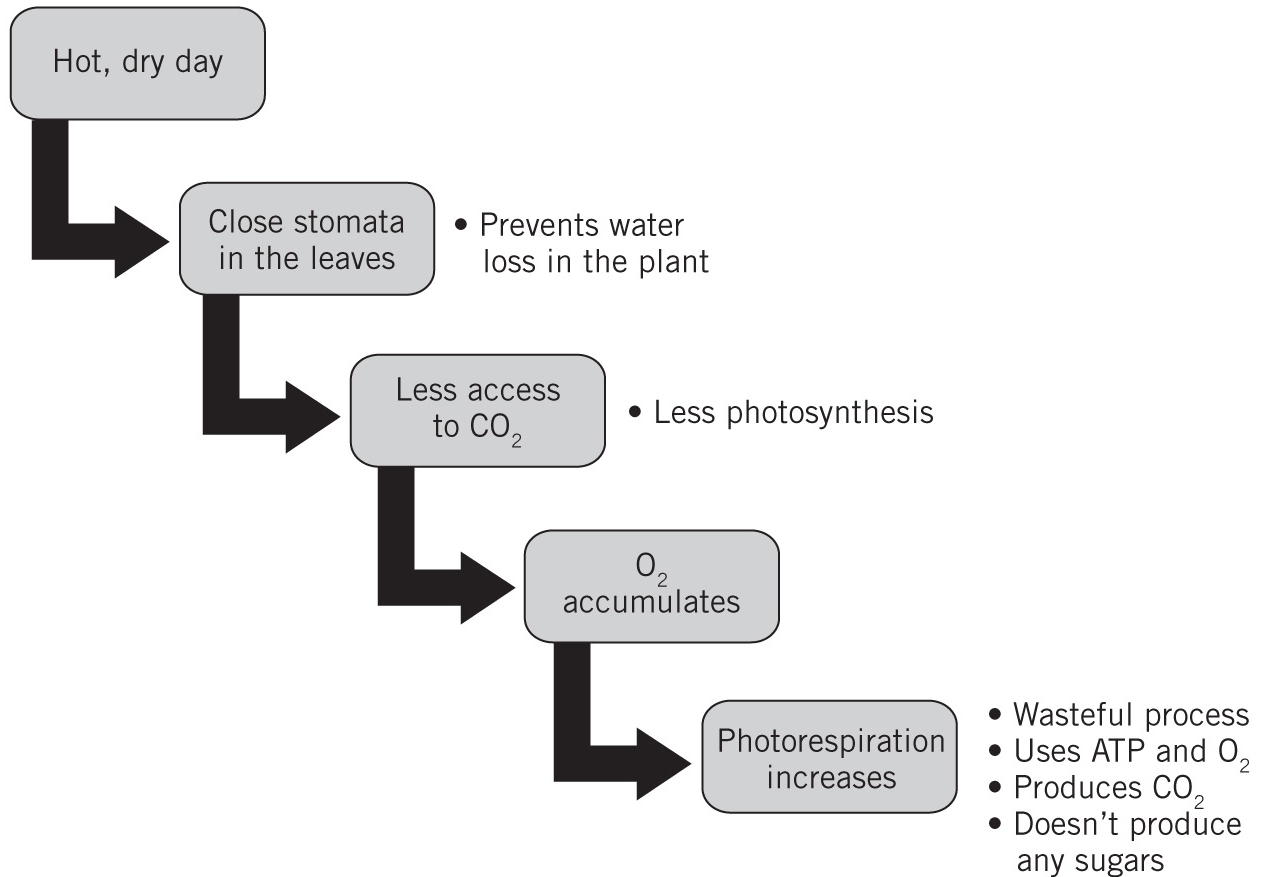 Hot, dry day
Close stomata
in the leaves
• Prevents water
loss in the plant
Less access
to CO₂
• Less photosynthesis
O₂
accumulates
Photorespiration
increases
• Wasteful process
• Uses ATP and O₂
• Produces CO₂
• Doesn’t produce
any sugars